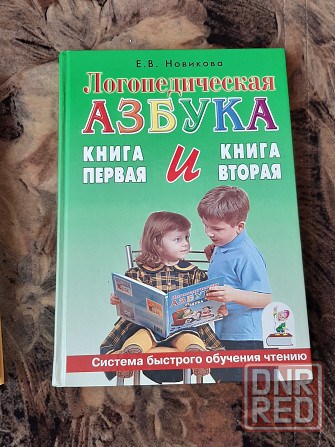 Е.В. Новикова
Логопедическая
АЗБУКА
КНИГА ПЕРВАЯ
И
КНИГА ВТОРАЯ
Система быстрого обучения чтению
DNR
RED